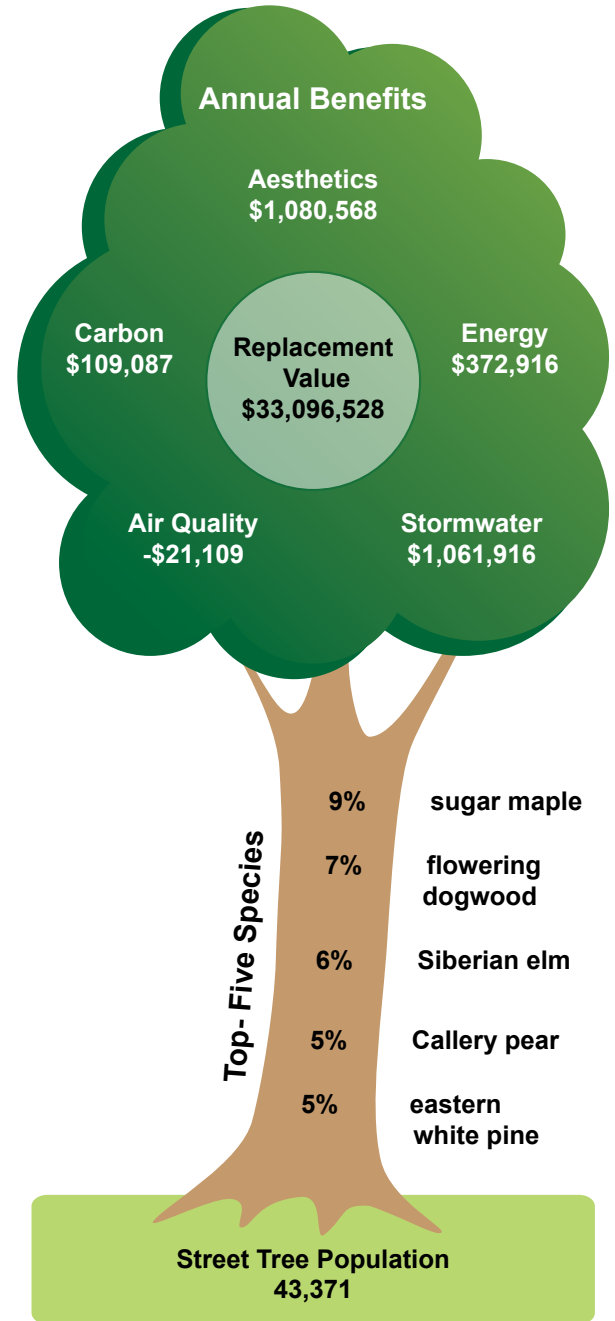 Annual Benefits
Aesthetics
$1,080,568
Carbon
$109,087
Replacement
Value
$33,096,528
Energy
$372,916
Air Quality
-$21,109
Stormwater
$1,061,916
Top- Five Species
9% sugar maple
7% flowering
dogwood
6% Siberian elm
5% Callery pear
5% eastern
white pine
Street Tree Population
43,371